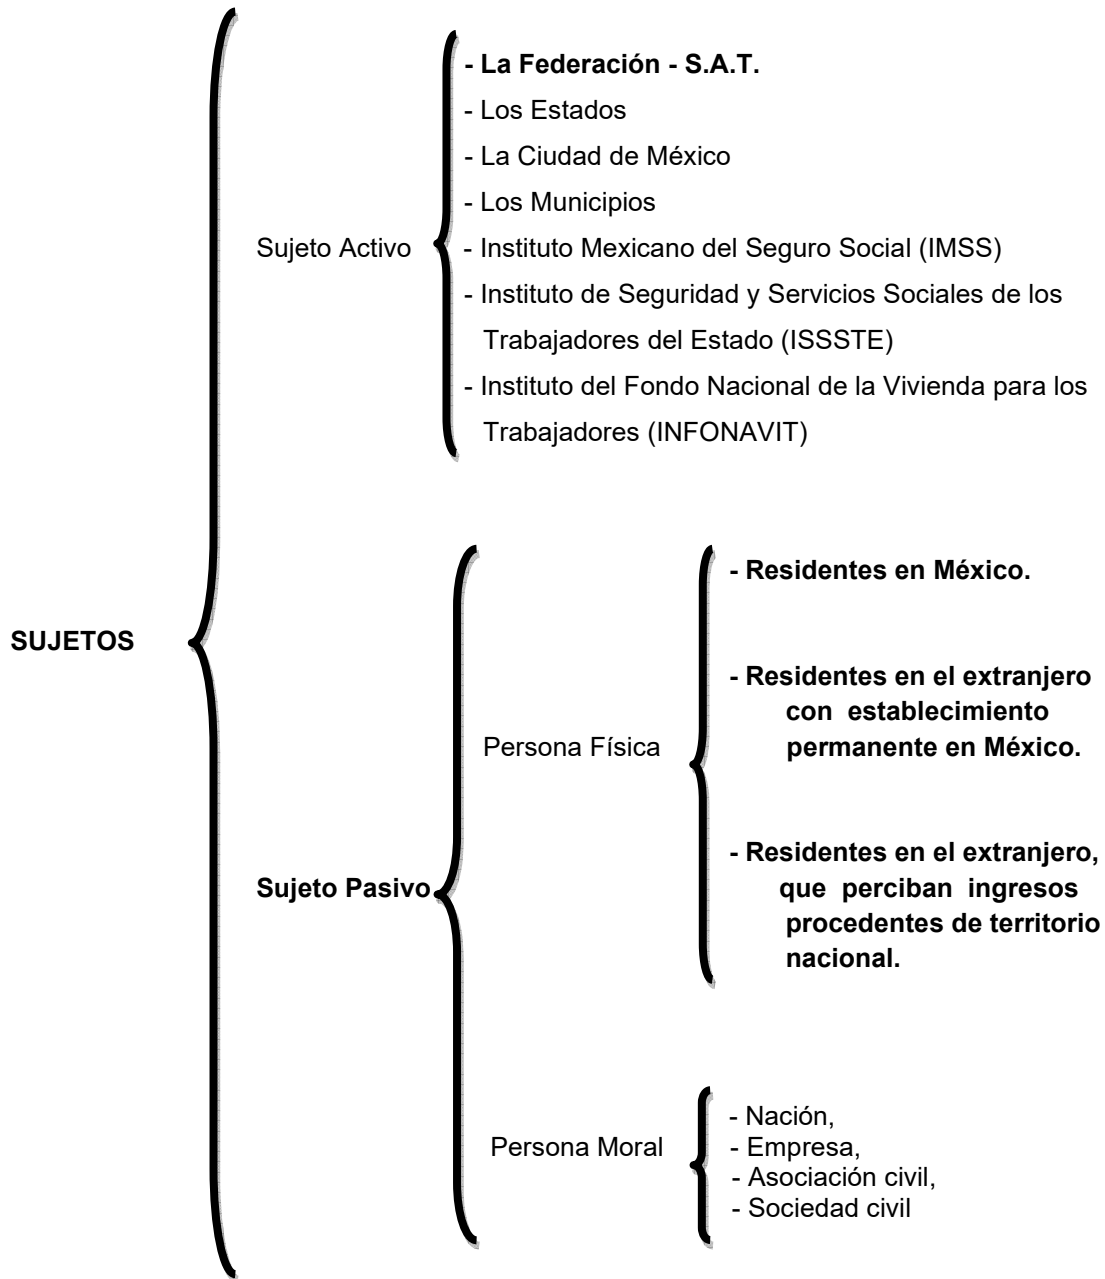 SUJETOS
Sujeto Activo
- La Federación - S.A.T.
- Los Estados
- La Ciudad de México
- Los Municipios
- Instituto Mexicano del Seguro Social (IMSS)
- Instituto de Seguridad y Servicios Sociales de los
Trabajadores del Estado (ISSSTE)
- Instituto del Fondo Nacional de la Vivienda para los
Trabajadores (INFONAVIT)
Sujeto Pasivo
Persona Física
- Residentes en México.
- Residentes en el extranjero
con establecimiento
permanente en México.
- Residentes en el extranjero,
que perciban ingresos
procedentes de territorio
nacional.
Persona Moral
- Nación,
- Empresa,
- Asociación civil,
- Sociedad civil